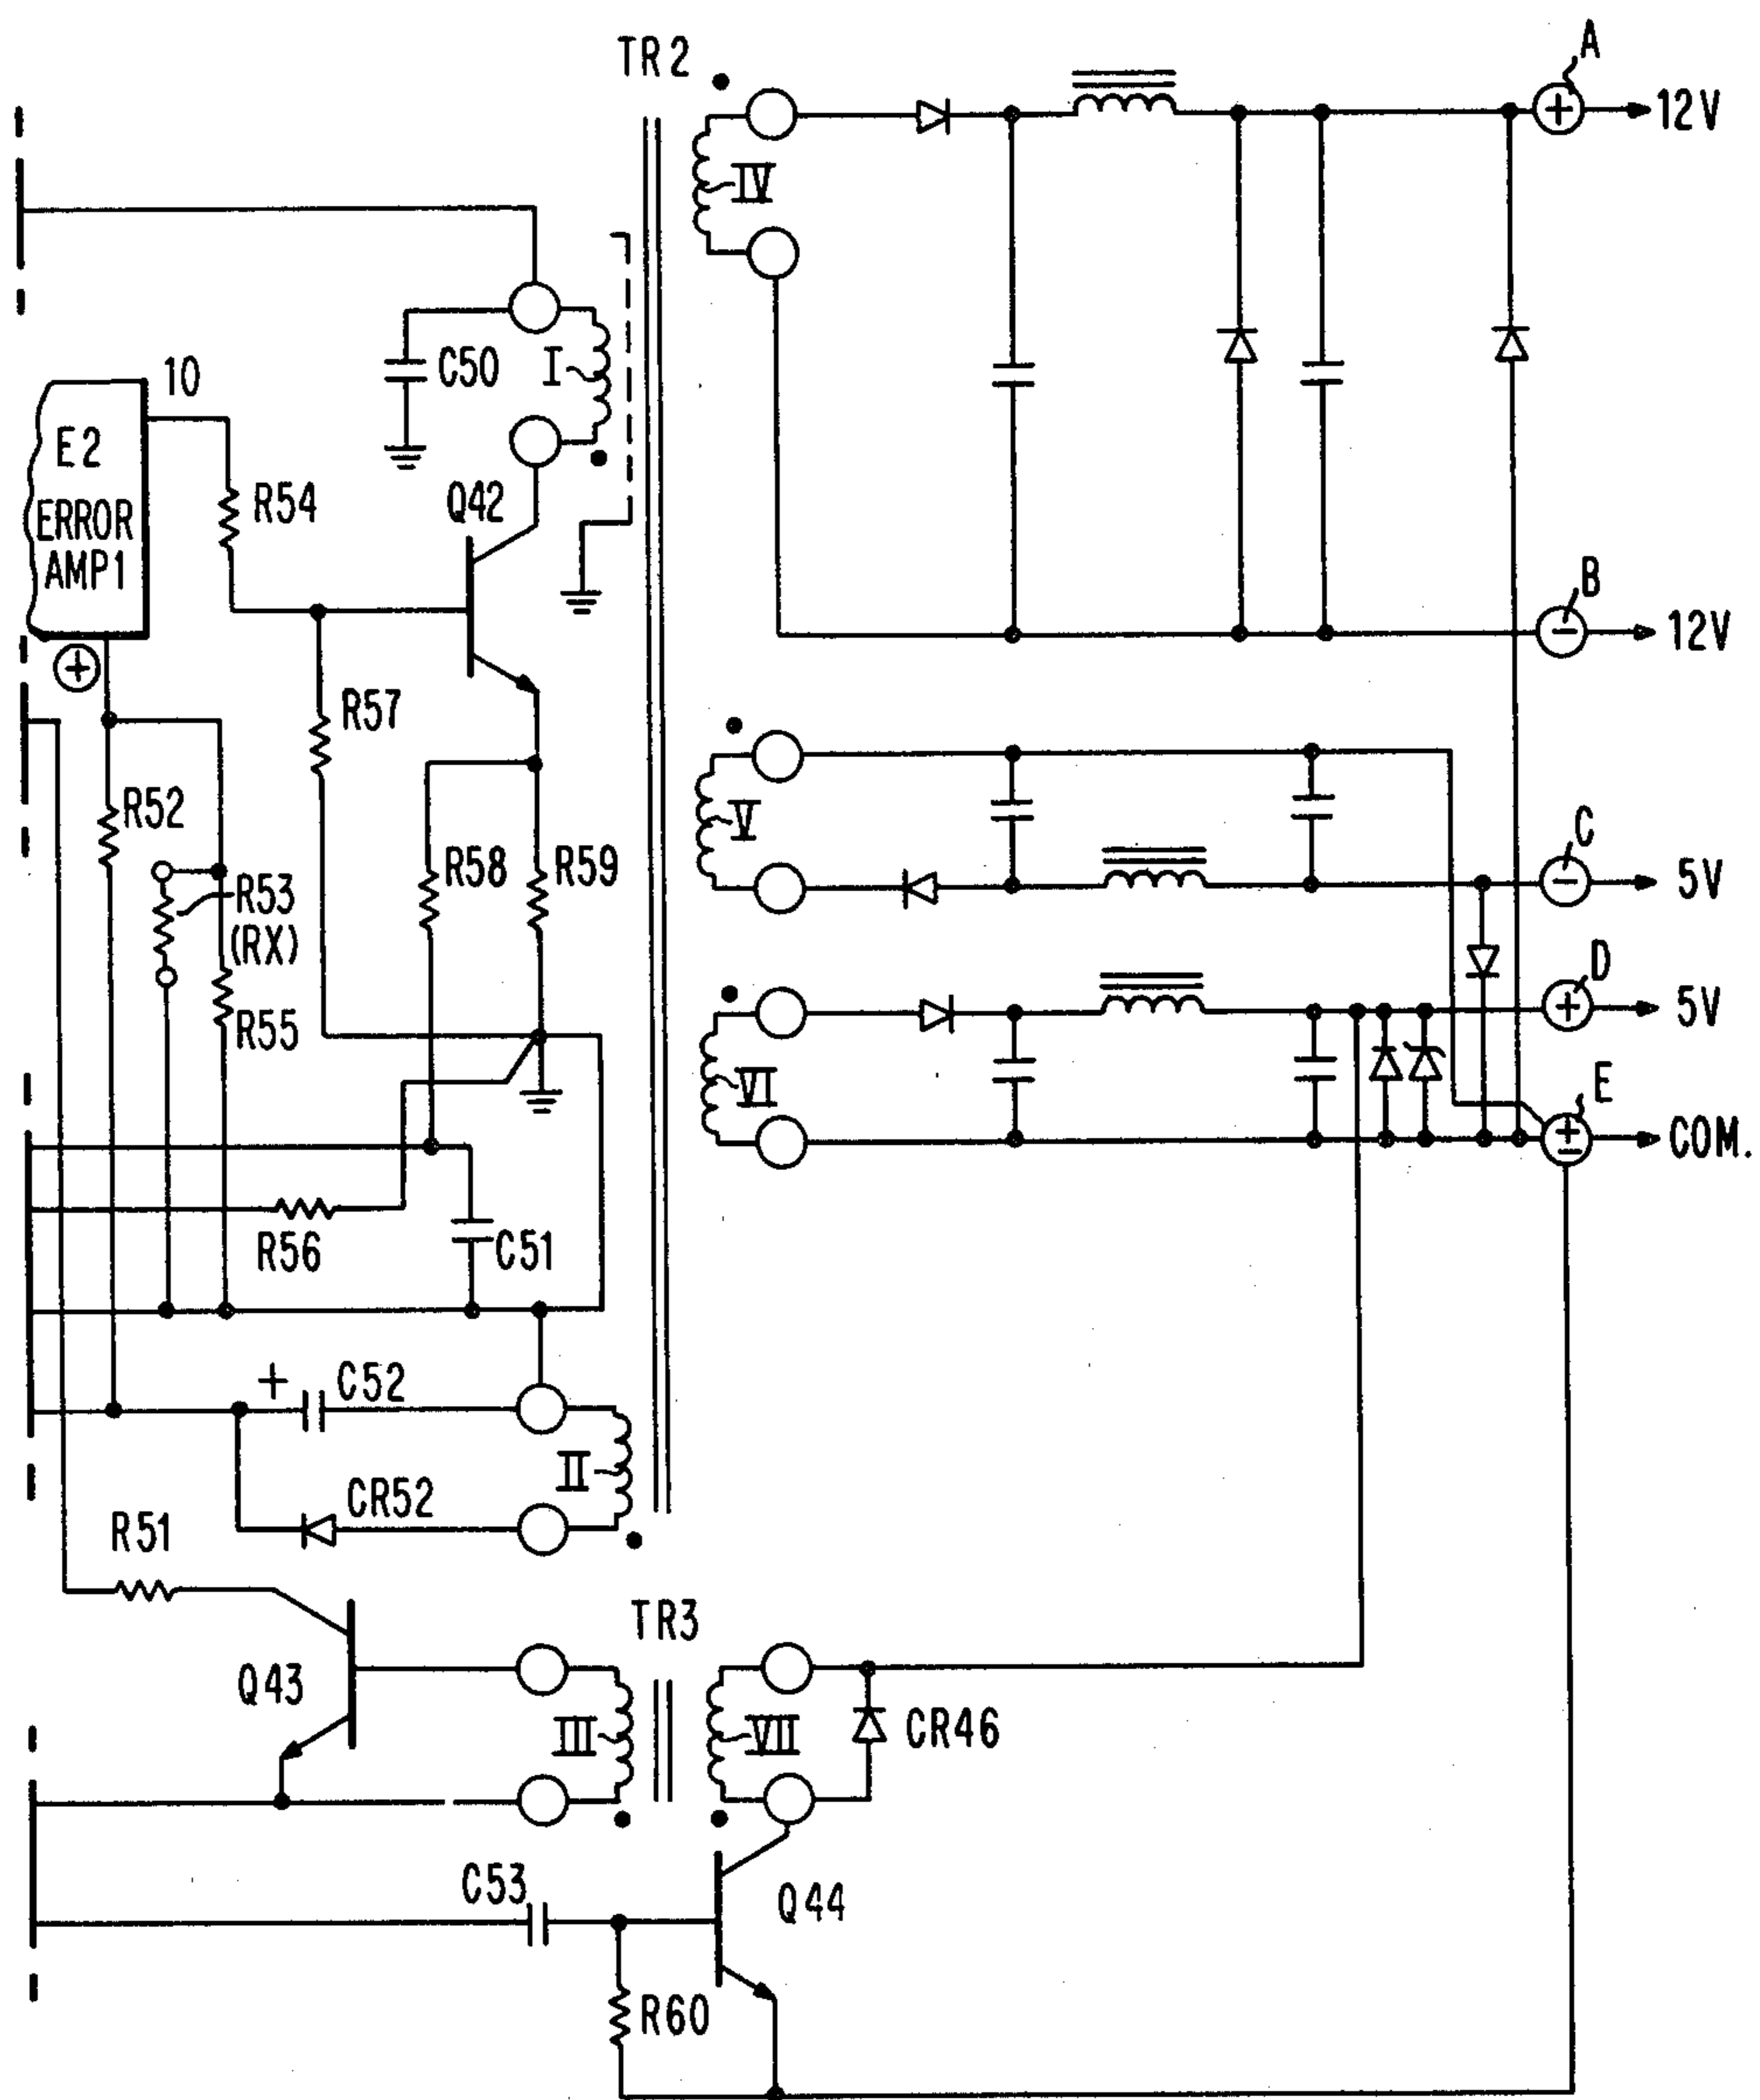 A
TR2
+
12V
IV
10
C50
I
E2
ERROR
AMP1
R54
Q42
B
-
12V
+
R57
V
C
R52
R58
R59
-
5V
R53
(RX)
D
+
5V
R55
VI
E
±
COM.
R56
C51
+
C52
II
CR52
R51
TR3
Q43
III
VII
CR46
C53
Q44
R60